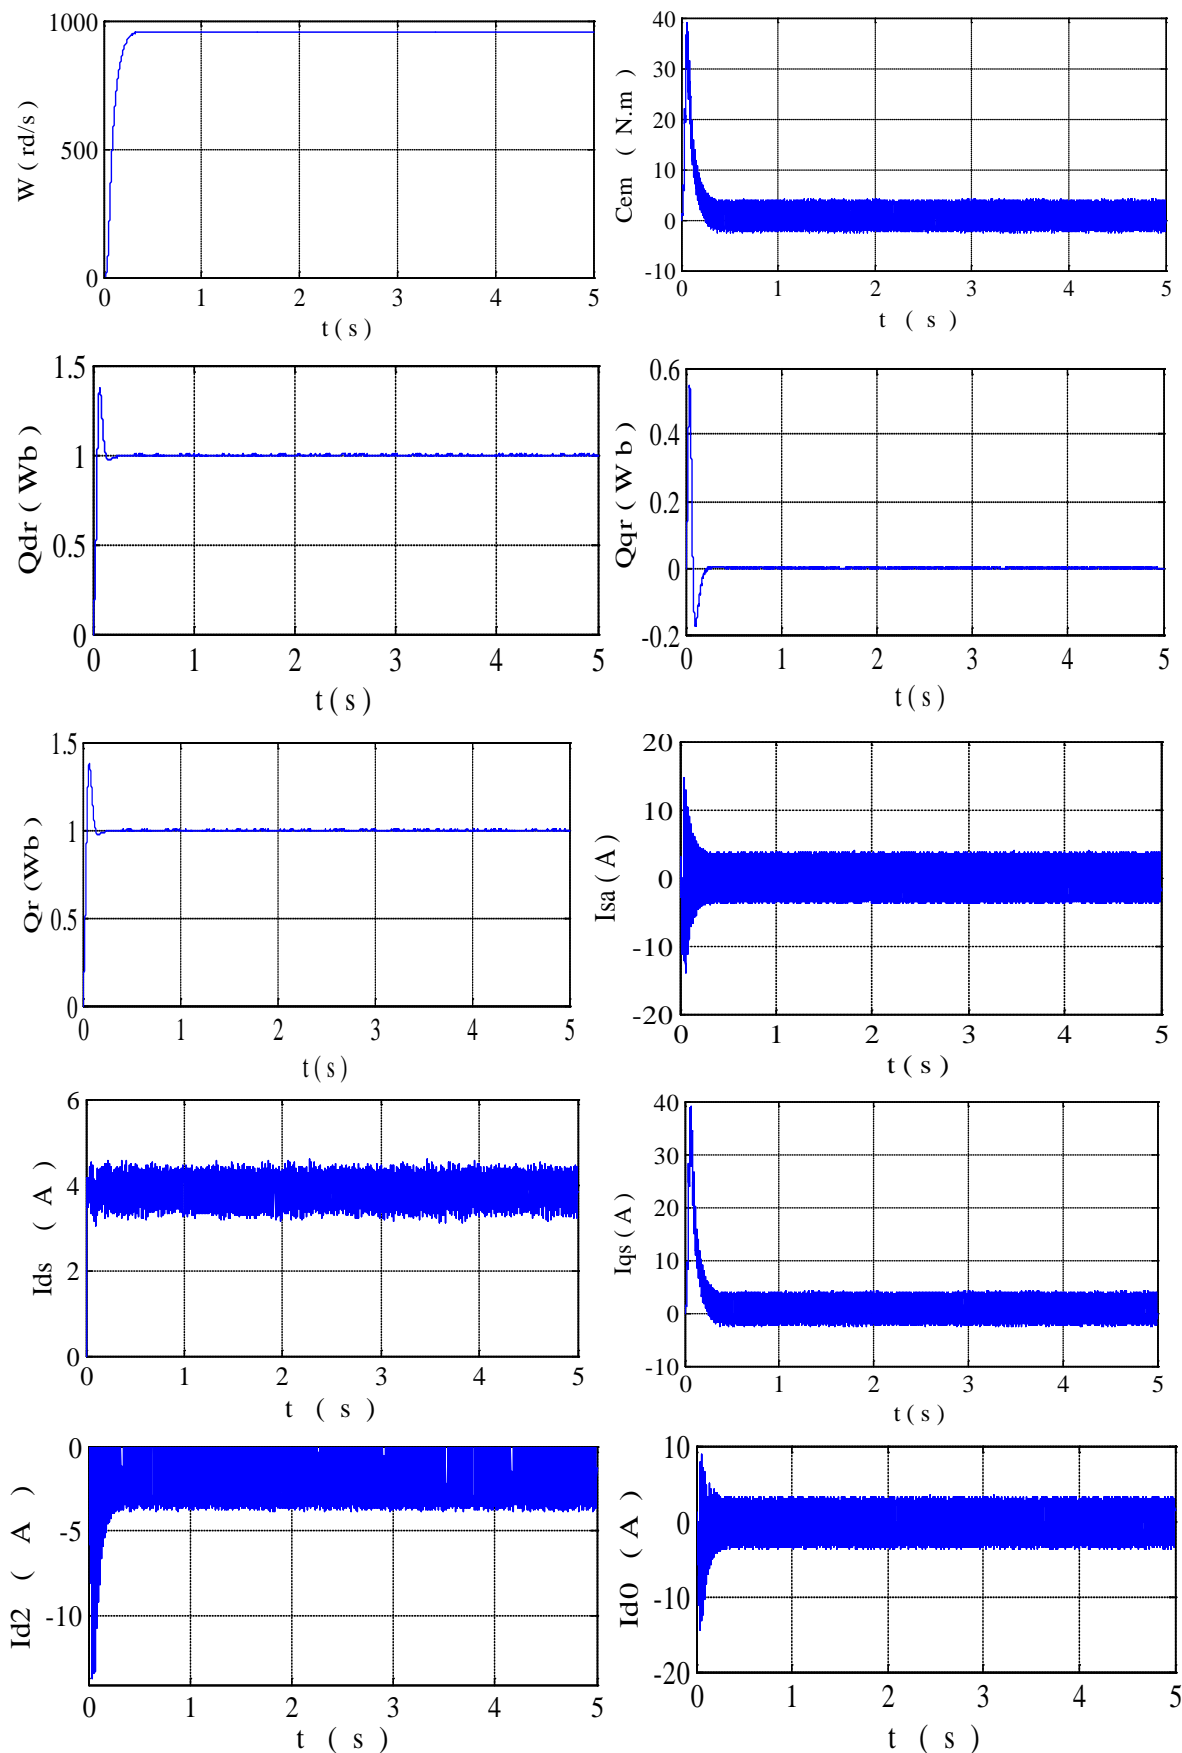 1000
500
0
0 1 2 3 4 5
W ( rd/s )
t ( s )
40
30
20
10
0
-10
0 1 2 3 4 5
Cem ( N.m )
t ( s )
1.5
1
0.5
0
0 1 2 3 4 5
Qdr ( Wb )
t ( s )
0.6
0.4
0.2
0
-0.2
0 1 2 3 4 5
Qqr ( W b )
t ( s )
1.5
1
0.5
0
0 1 2 3 4 5
Qr (Wb)
t ( s )
20
10
0
-10
-20
0 1 2 3 4 5
Isa ( A )
t ( s )
6
4
2
0
0 1 2 3 4 5
Ids ( A )
t ( s )
40
30
20
10
0
-10
0 1 2 3 4 5
Iqs ( A )
t ( s )
0
-5
-10
0 1 2 3 4 5
Id2 ( A )
t ( s )
10
0
-10
-20
0 1 2 3 4 5
Id0 ( A )
t ( s )